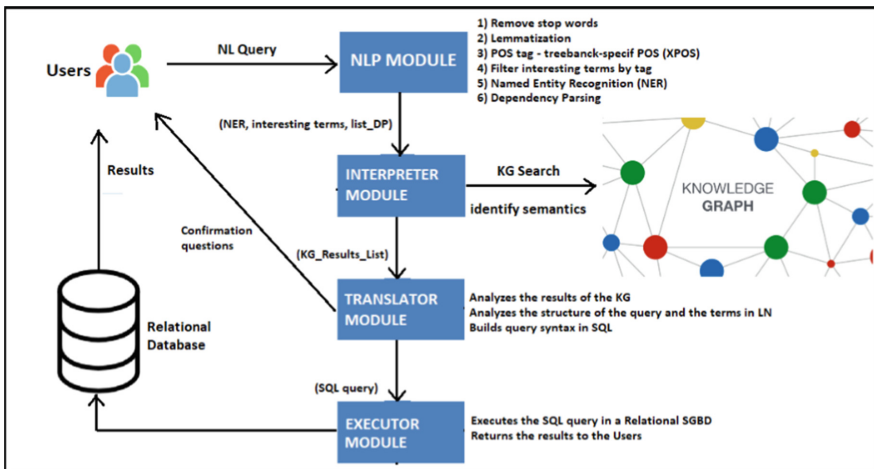 Users
NL Query
NLP MODULE
1) Remove stop words
2) Lemmatization
3) POS tag - treebanck-specif POS (XPOS)
4) Filter interesting terms by tag
5) Named Entity Recognition (NER)
6) Dependency Parsing
(NER, interesting terms, list_DP)
Results
INTERPRETER
MODULE
KG Search
identify semantics
KNOWLEDGE
GRAPH
Confirmation
questions
(KG_Results_List)
TRANSLATOR
MODULE
Analyzes the results of the KG
Analyzes the structure of the query and the terms in LN
Builds query syntax in SQL
Relational
Database
(SQL query)
EXECUTOR
MODULE
Executes the SQL query in a Relational SGBD
Returns the results to the Users